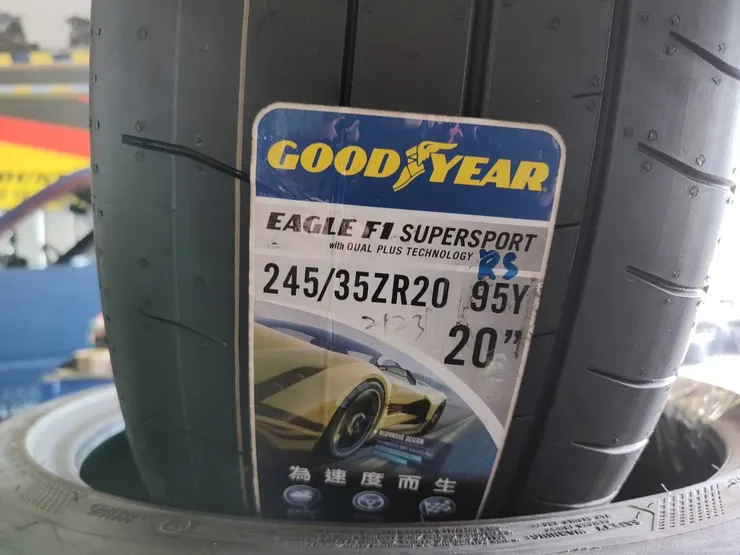 GOODYEAR
EAGLE F1 SUPERSPORT
with DUAL PLUS TECHNOLOGY
RS
245/35ZR20 95Y
2123
20"
RESPONSIVE DESIGN
為速度而生